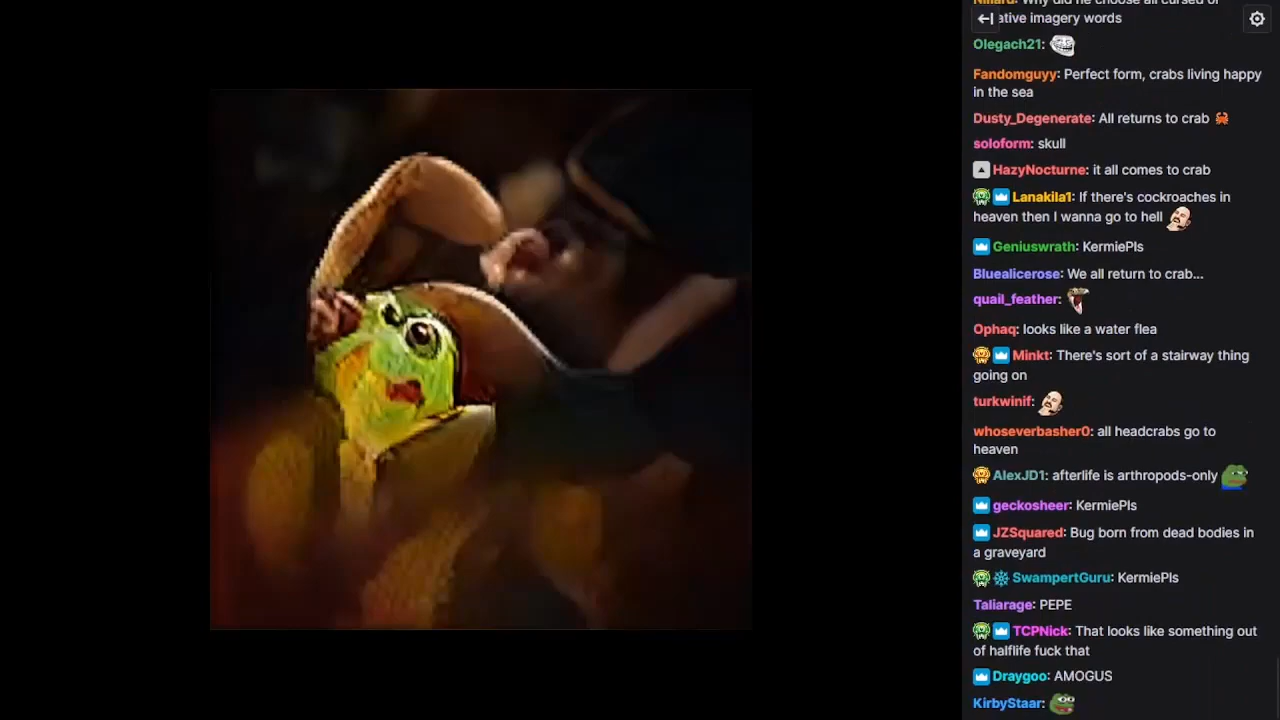 ative imagery words
Olegach21:
Fandomguyy: Perfect form, crabs living happy
in the sea
Dusty_Degenerate: All returns to crab
soloform: skull
HazyNocturne: it all comes to crab
Lanakila1: If there's cockroaches in
heaven then I wanna go to hell
Geniuswrath: KermiePls
Bluealicerose: We all return to crab...
quail_feather:
Ophaq: looks like a water flea
Minkt: There's sort of a stairway thing
going on
turkwinif:
whoseverbasher0: all headcrabs go to
heaven
AlexJD1: afterlife is arthropods-only
geckosheer: KermiePls
JZSquared: Bug born from dead bodies in
a graveyard
SwampertGuru: KermiePls
Taliarage: PEPE
TCPNick: That looks like something out
of halflife fuck that
Draygoo: AMOGUS
KirbyStaar: